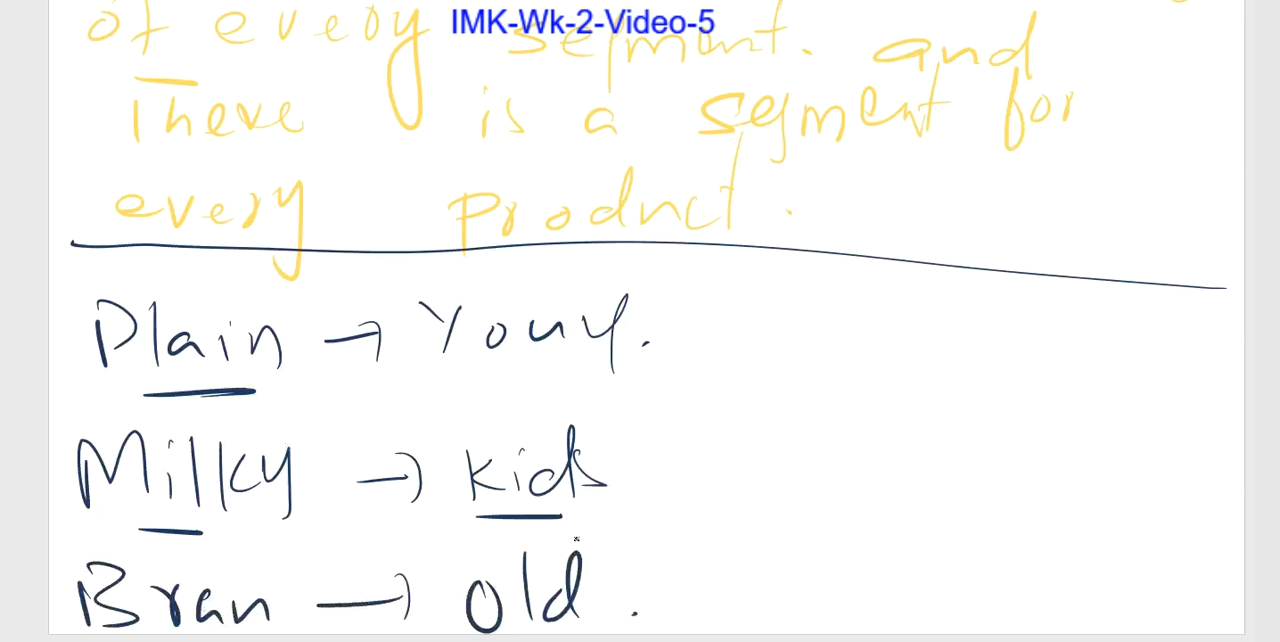 IMK-Wk-2-Video-5
of every segment. and
There is a segment for
every product.
Plain → Young.
Milky → Kids
Bran → Old.